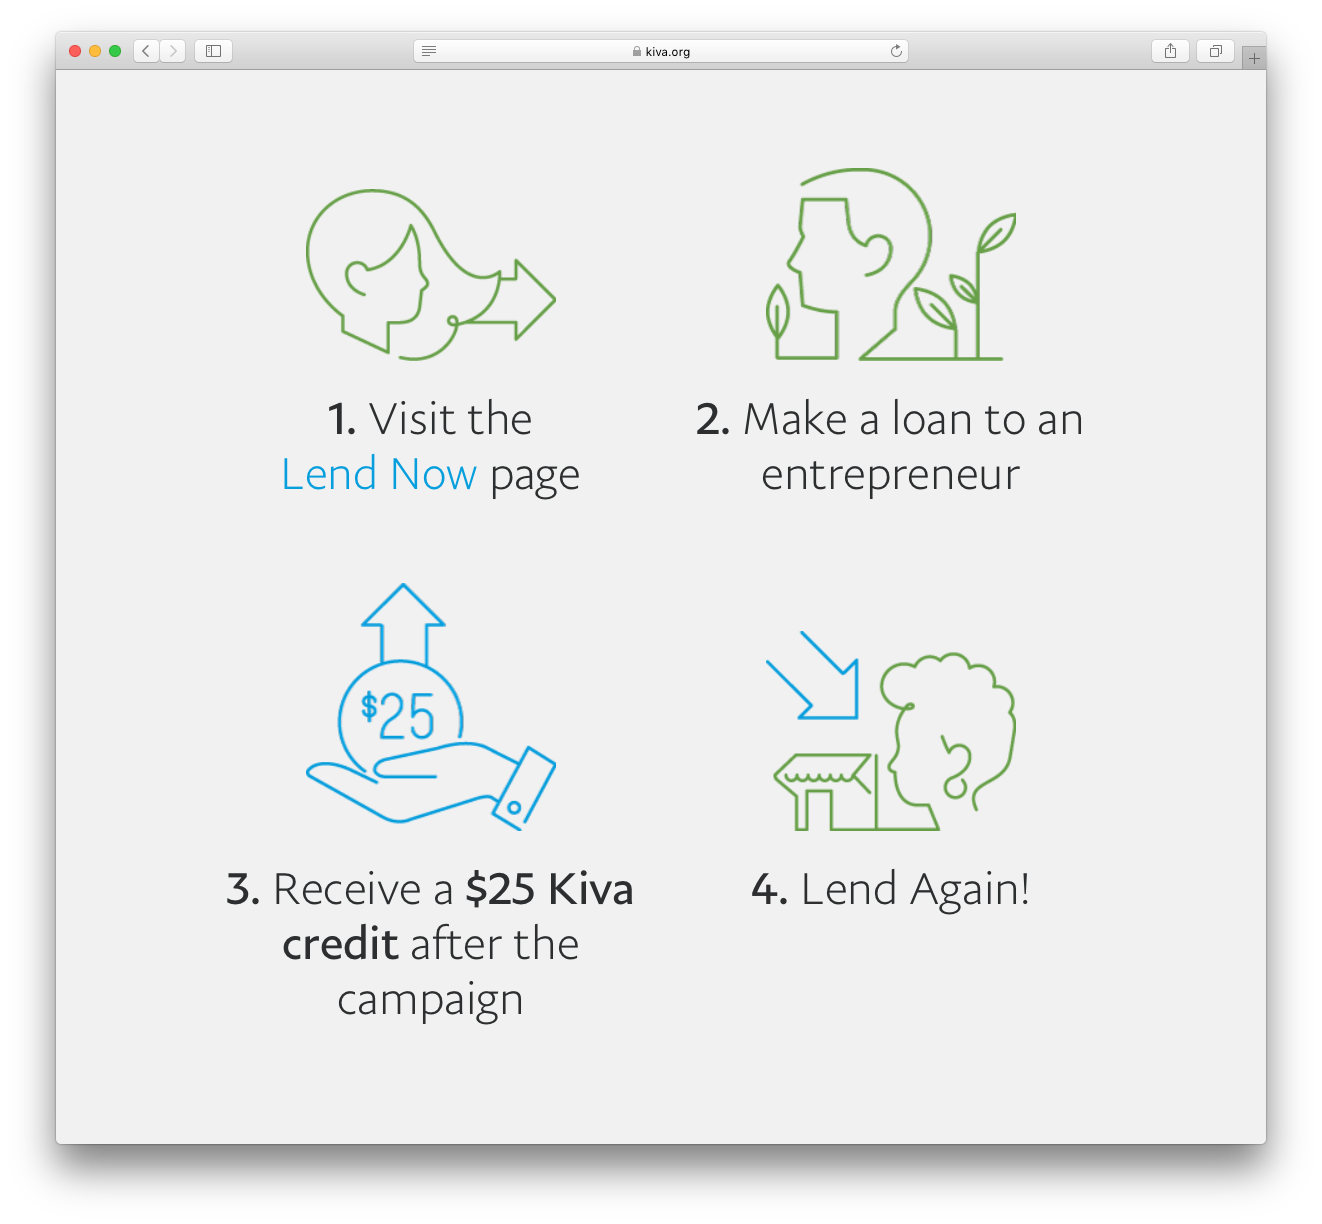 kiva.org
1. Visit the
Lend Now page
2. Make a loan to an
entrepreneur
$25
3. Receive a $25 Kiva
credit after the
campaign
4. Lend Again!